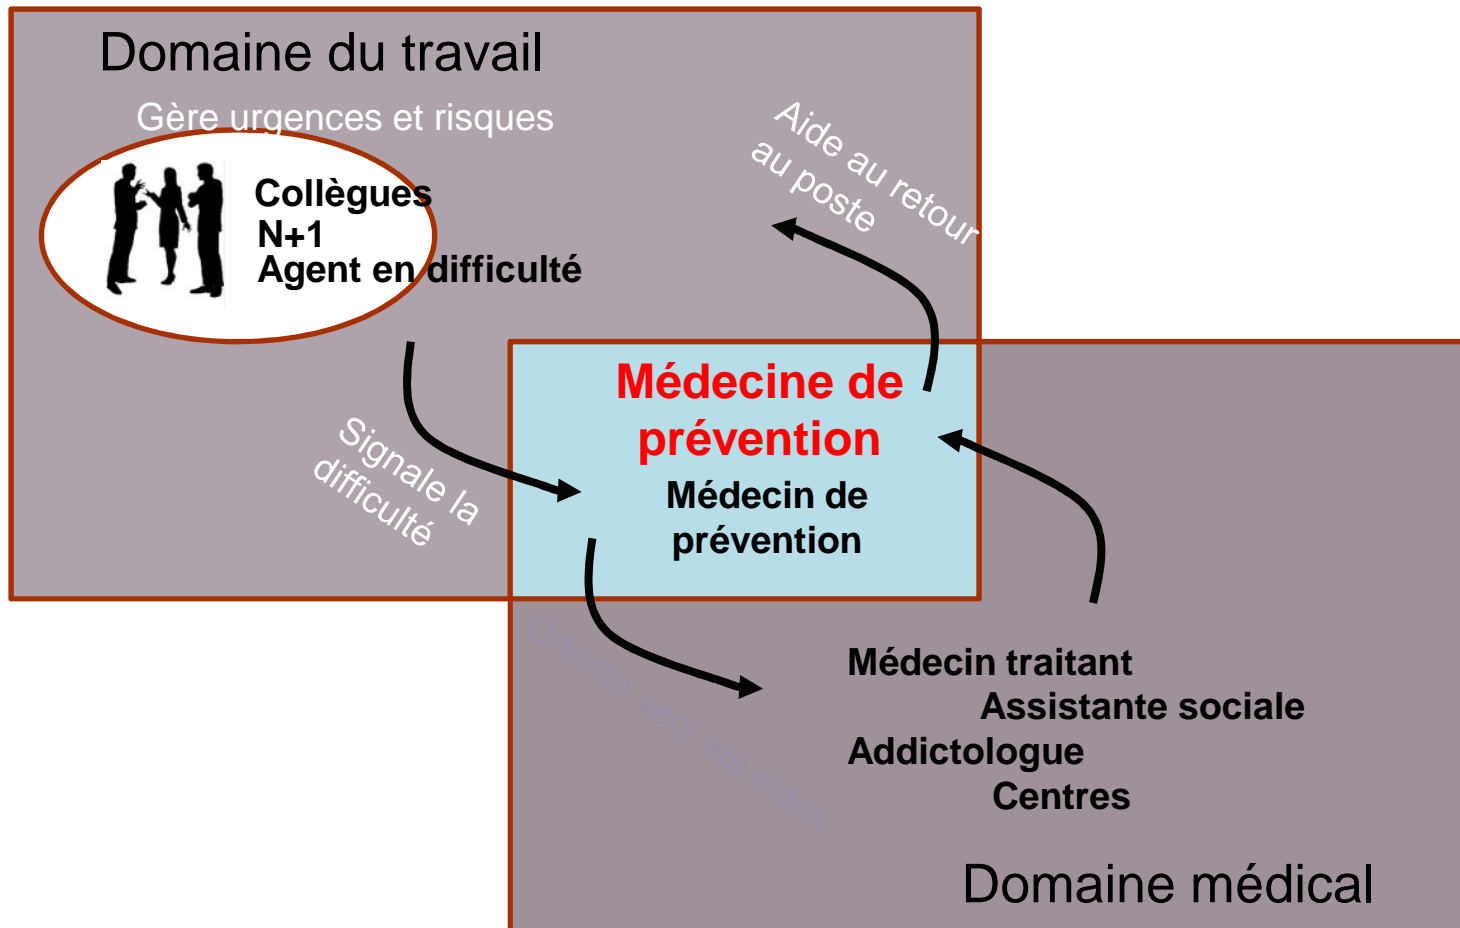 Domaine du travail
Gère urgences et risques
Collègues
N+1
Agent en difficulté
Aide au retour
au poste
Signale la
difficulté
Médecine de
prévention
Médecin de
prévention
Oriente vers les aides
Médecin traitant
Assistante sociale
Addictologue
Centres
Domaine médical